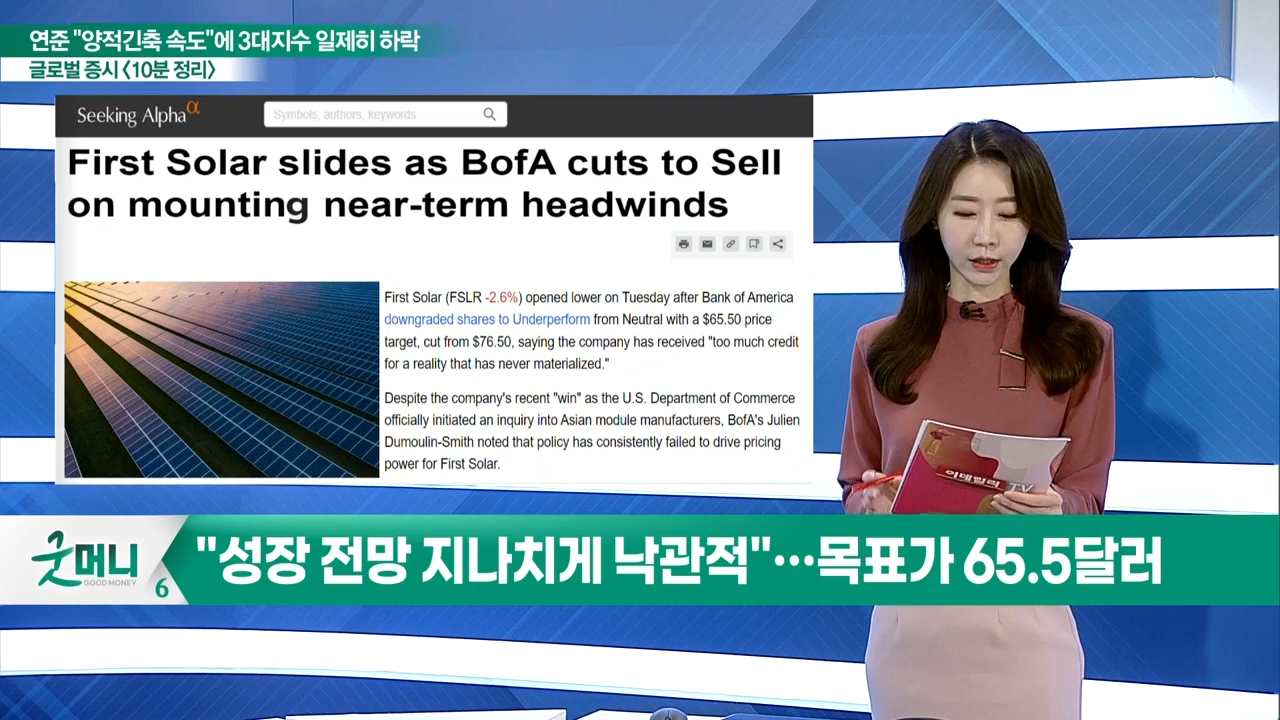 연준 "양적긴축 속도"에 3대지수 일제히 하락
글로벌 증시 <10분 정리>
Seeking Alpha α
Symbols, authors, keywords
First Solar slides as BofA cuts to Sell
on mounting near-term headwinds
First Solar (FSLR -2.6%) opened lower on Tuesday after Bank of America
downgraded shares to Underperform from Neutral with a $65.50 price
target, cut from $76.50, saying the company has received "too much credit
for a reality that has never materialized."
Despite the company's recent "win" as the U.S. Department of Commerce
officially initiated an inquiry into Asian module manufacturers, BofA's Julien
Dumoulin-Smith noted that policy has consistently failed to drive pricing
power for First Solar.
이데일리 TV
굿머니
GOOD MONEY
6
"성장 전망 지나치게 낙관적"···목표가 65.5달러